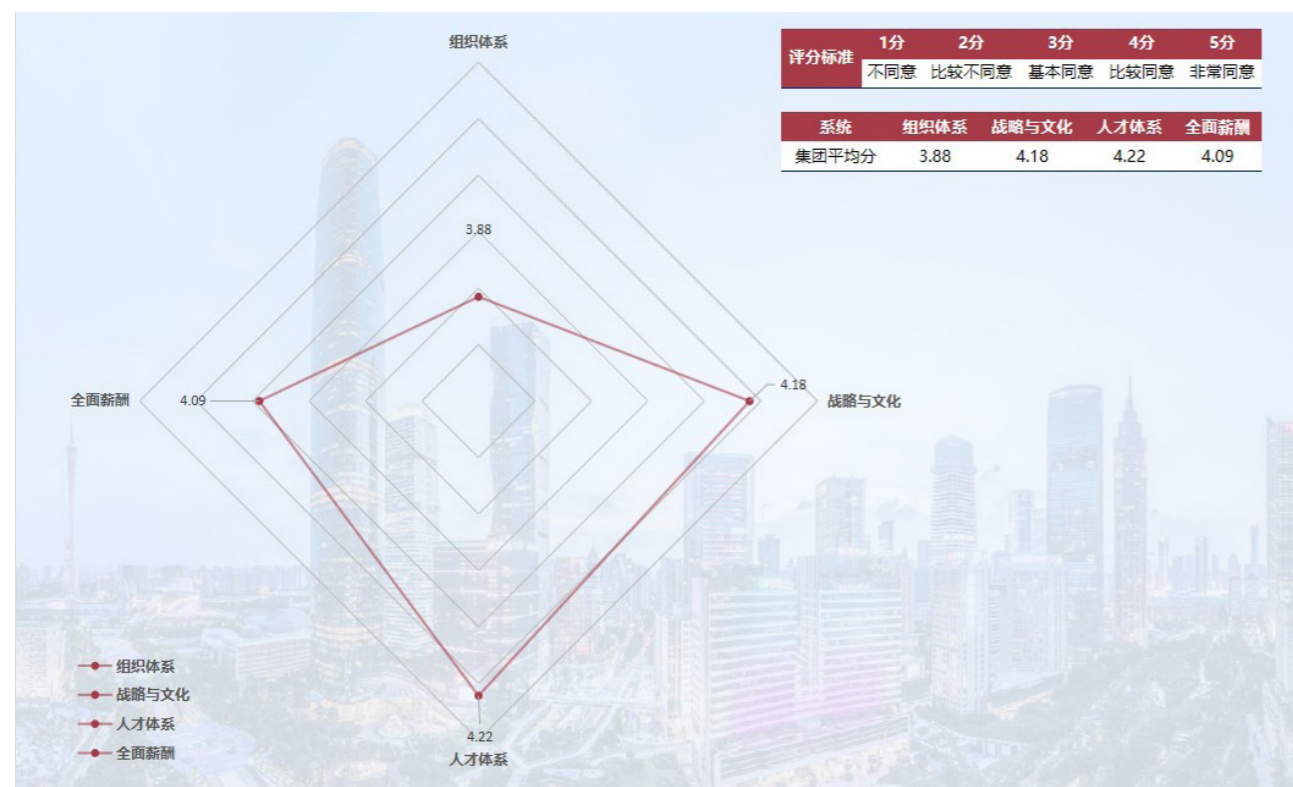 组织体系
评分标准 1分 2分 3分 4分 5分
不同意 比较不同意 基本同意 比较同意 非常同意
系统 组织体系 战略与文化 人才体系 全面薪酬
集团平均分 3.88 4.18 4.22 4.09
3.88
4.18
战略与文化
全面薪酬
4.09
4.22
人才体系
组织体系
战略与文化
人才体系
全面薪酬